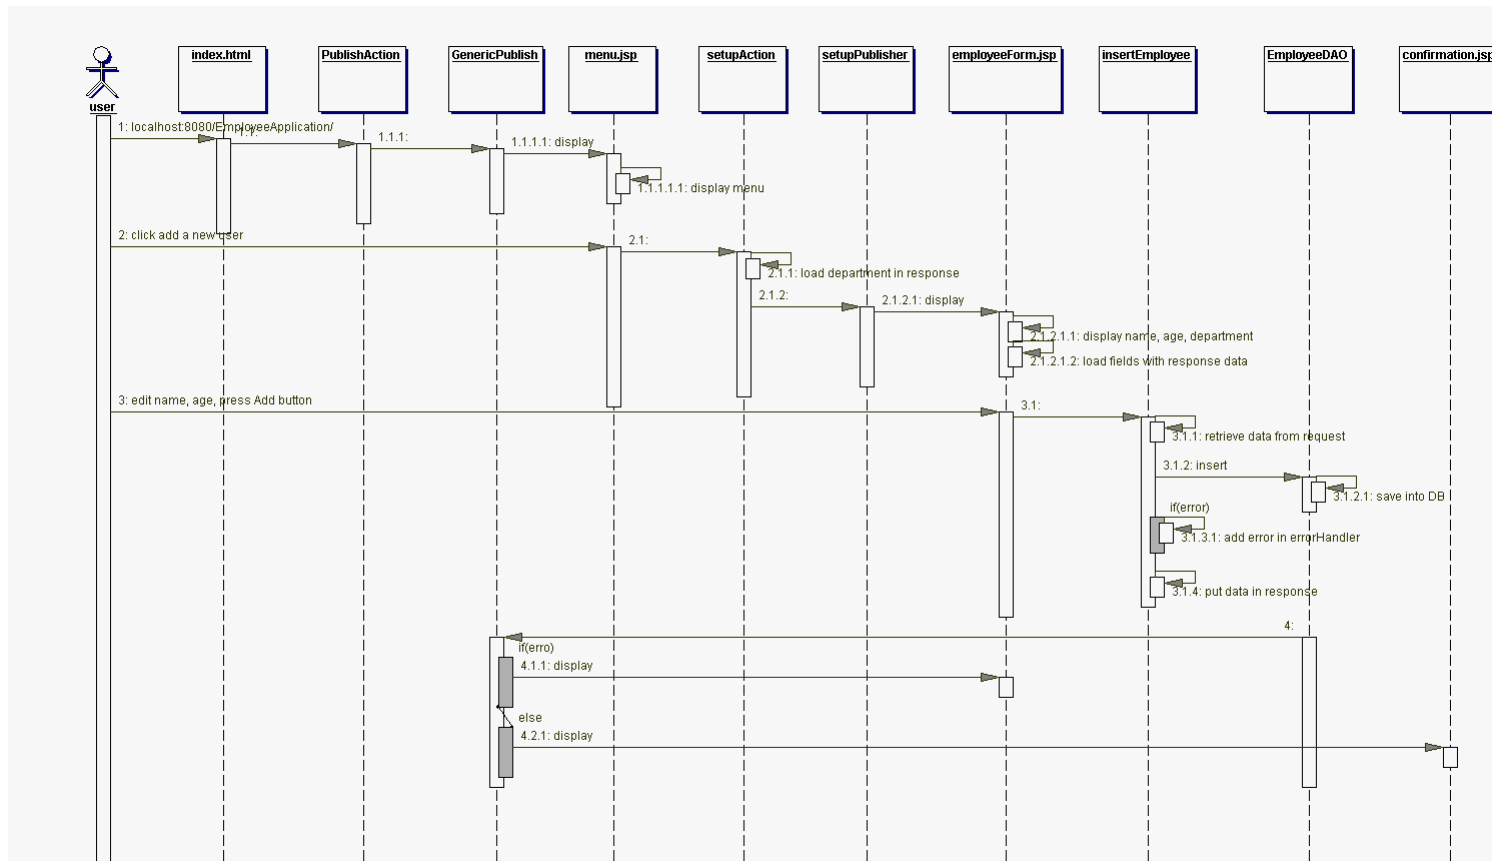 index.html
PublishAction
GenericPublish
menu.jsp
setupAction
setupPublisher
employeeForm.jsp
insertEmployee
EmployeeDAO
confirmation.jsp
user
1: localhost:8080/EmployeeApplication/
1.1:
1.1.1:
1.1.1.1: display
1.1.1.1.1: display menu
2: click add a new user
2.1:
2.1.1: load department in response
2.1.2:
2.1.2.1: display
2.1.2.1.1: display name, age, department
2.1.2.1.2: load fields with response data
3: edit name, age, press Add button
3.1:
3.1.1: retrieve data from request
3.1.2: insert
3.1.2.1: save into DB
if(error)
3.1.3.1: add error in errorHandler
3.1.4: put data in response
4:
if(erro)
4.1.1: display
else
4.2.1: display